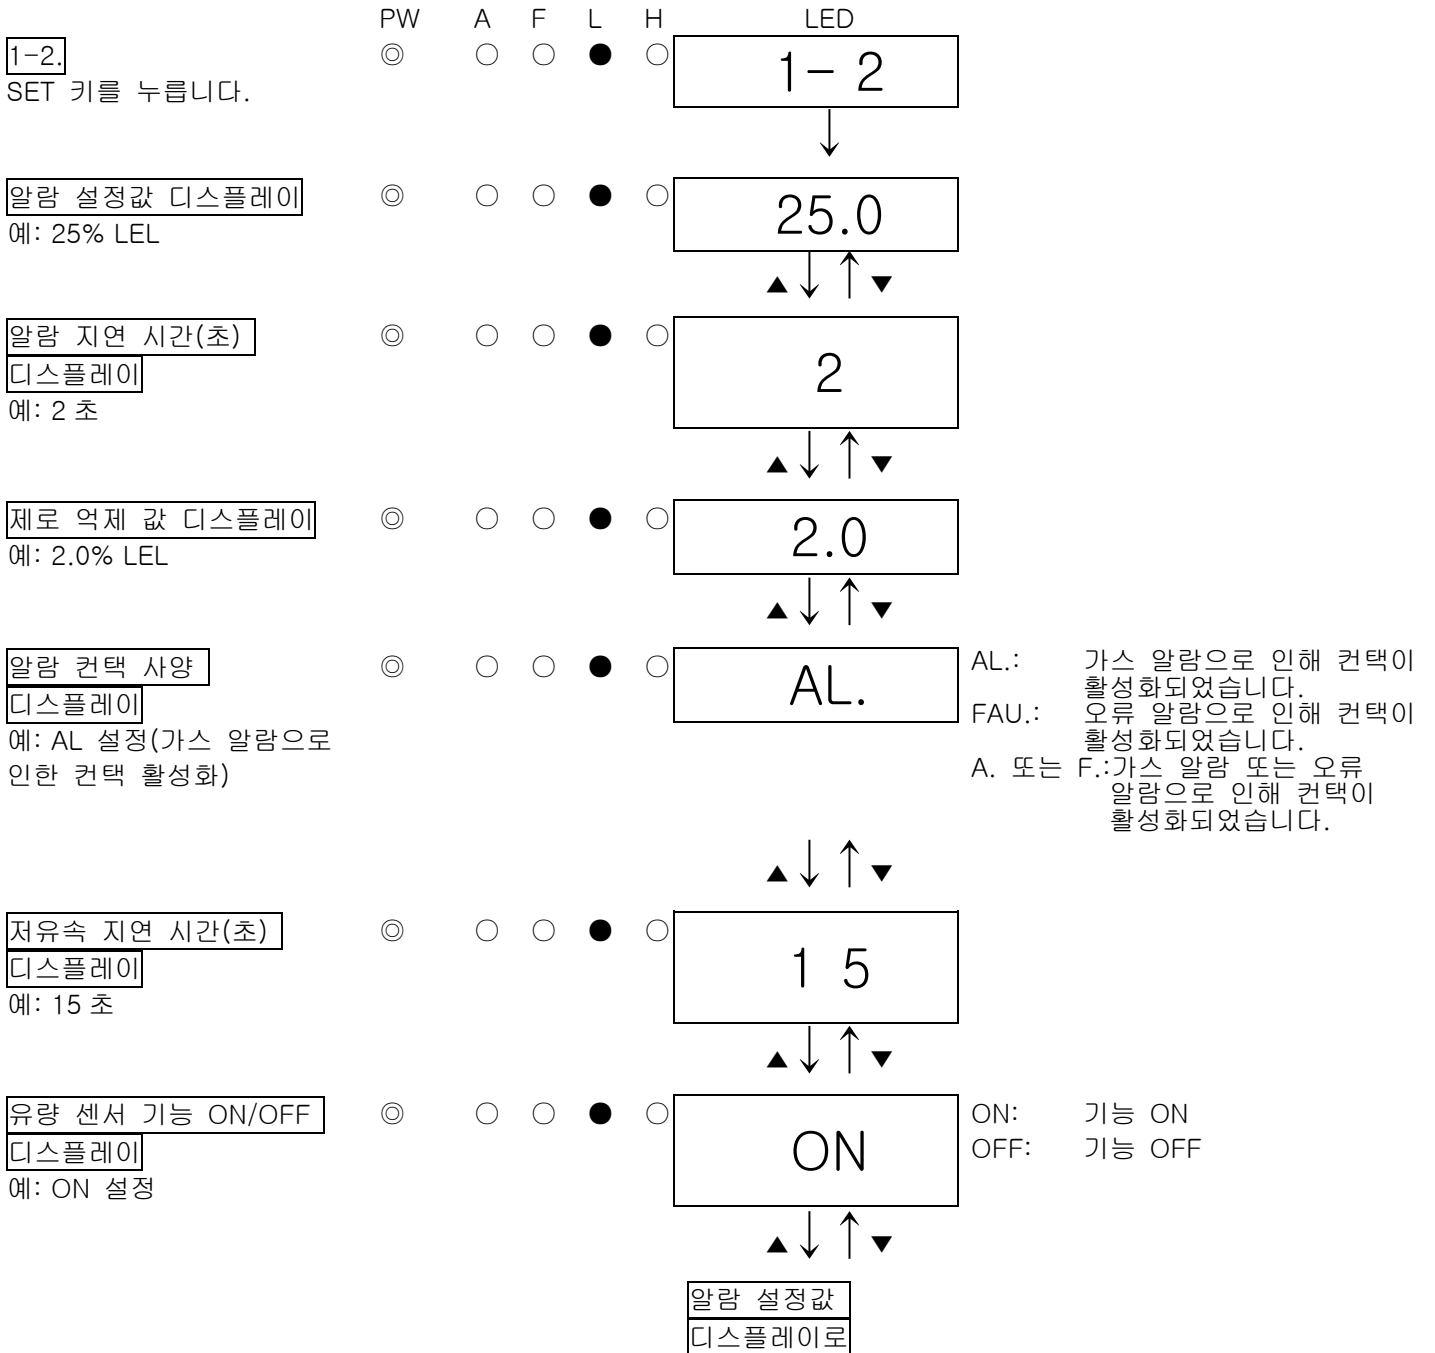 PW A F L H LED
1-2. ◎ ○ ○ ● ○ 1- 2
SET 키를 누릅니다.
알람 설정값 디스플레이 ◎ ○ ○ ● ○ 25.0
예: 25% LEL
▲ ↓ ↑ ▼
알람 지연 시간(초) ◎ ○ ○ ● ○ 2
디스플레이
예: 2 초
▲ ↓ ↑ ▼
제로 억제 값 디스플레이 ◎ ○ ○ ● ○ 2.0
예: 2.0% LEL
▲ ↓ ↑ ▼
알람 컨택 사양 ◎ ○ ○ ● ○ AL.
디스플레이
예: AL 설정(가스 알람으로
인한 컨택 활성화)
AL.: 가스 알람으로 인해 컨택이
활성화되었습니다.
FAU.: 오류 알람으로 인해 컨택이
활성화되었습니다.
A. 또는 F.:가스 알람 또는 오류
알람으로 인해 컨택이
활성화되었습니다.
▲ ↓ ↑ ▼
저유속 지연 시간(초) ◎ ○ ○ ● ○ 1 5
디스플레이
예: 15 초
▲ ↓ ↑ ▼
유량 센서 기능 ON/OFF ◎ ○ ○ ● ○ ON
디스플레이
예: ON 설정
ON: 기능 ON
OFF: 기능 OFF
▲ ↓ ↑ ▼
알람 설정값
디스플레이로